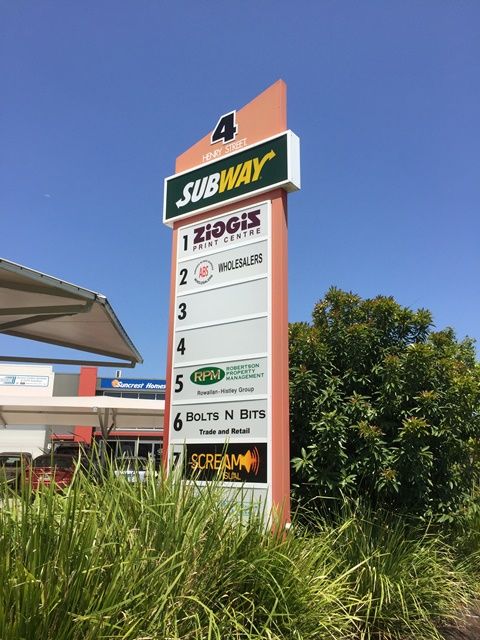 4
HENRY STREET
SUBWAY
1 ZIGGIS
PRINT CENTRE
2 ABS WHOLESALERS
3
4
5 RPM ROBERTSON
PROPERTY
MANAGEMENT
Rowallan-Histley Group
6 BOLTS N BITS
Trade and Retail
7 SCREAM
Suncrest Homes